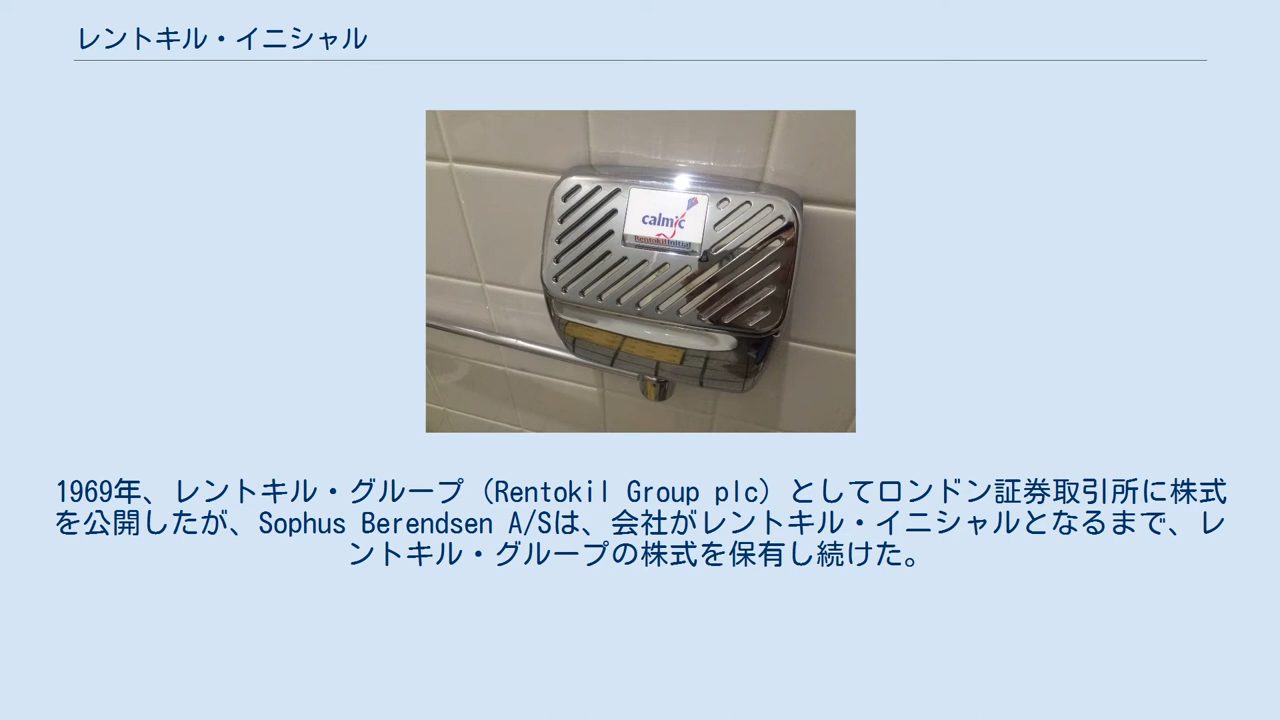 レントキル・イニシャル
calmic
RentokilInitial
1969年、レントキル・グループ（Rentokil Group plc）としてロンドン証券取引所に株式
を公開したが、Sophus Berendsen A/Sは、会社がレントキル・イニシャルとなるまで、レ
ントキル・グループの株式を保有し続けた。